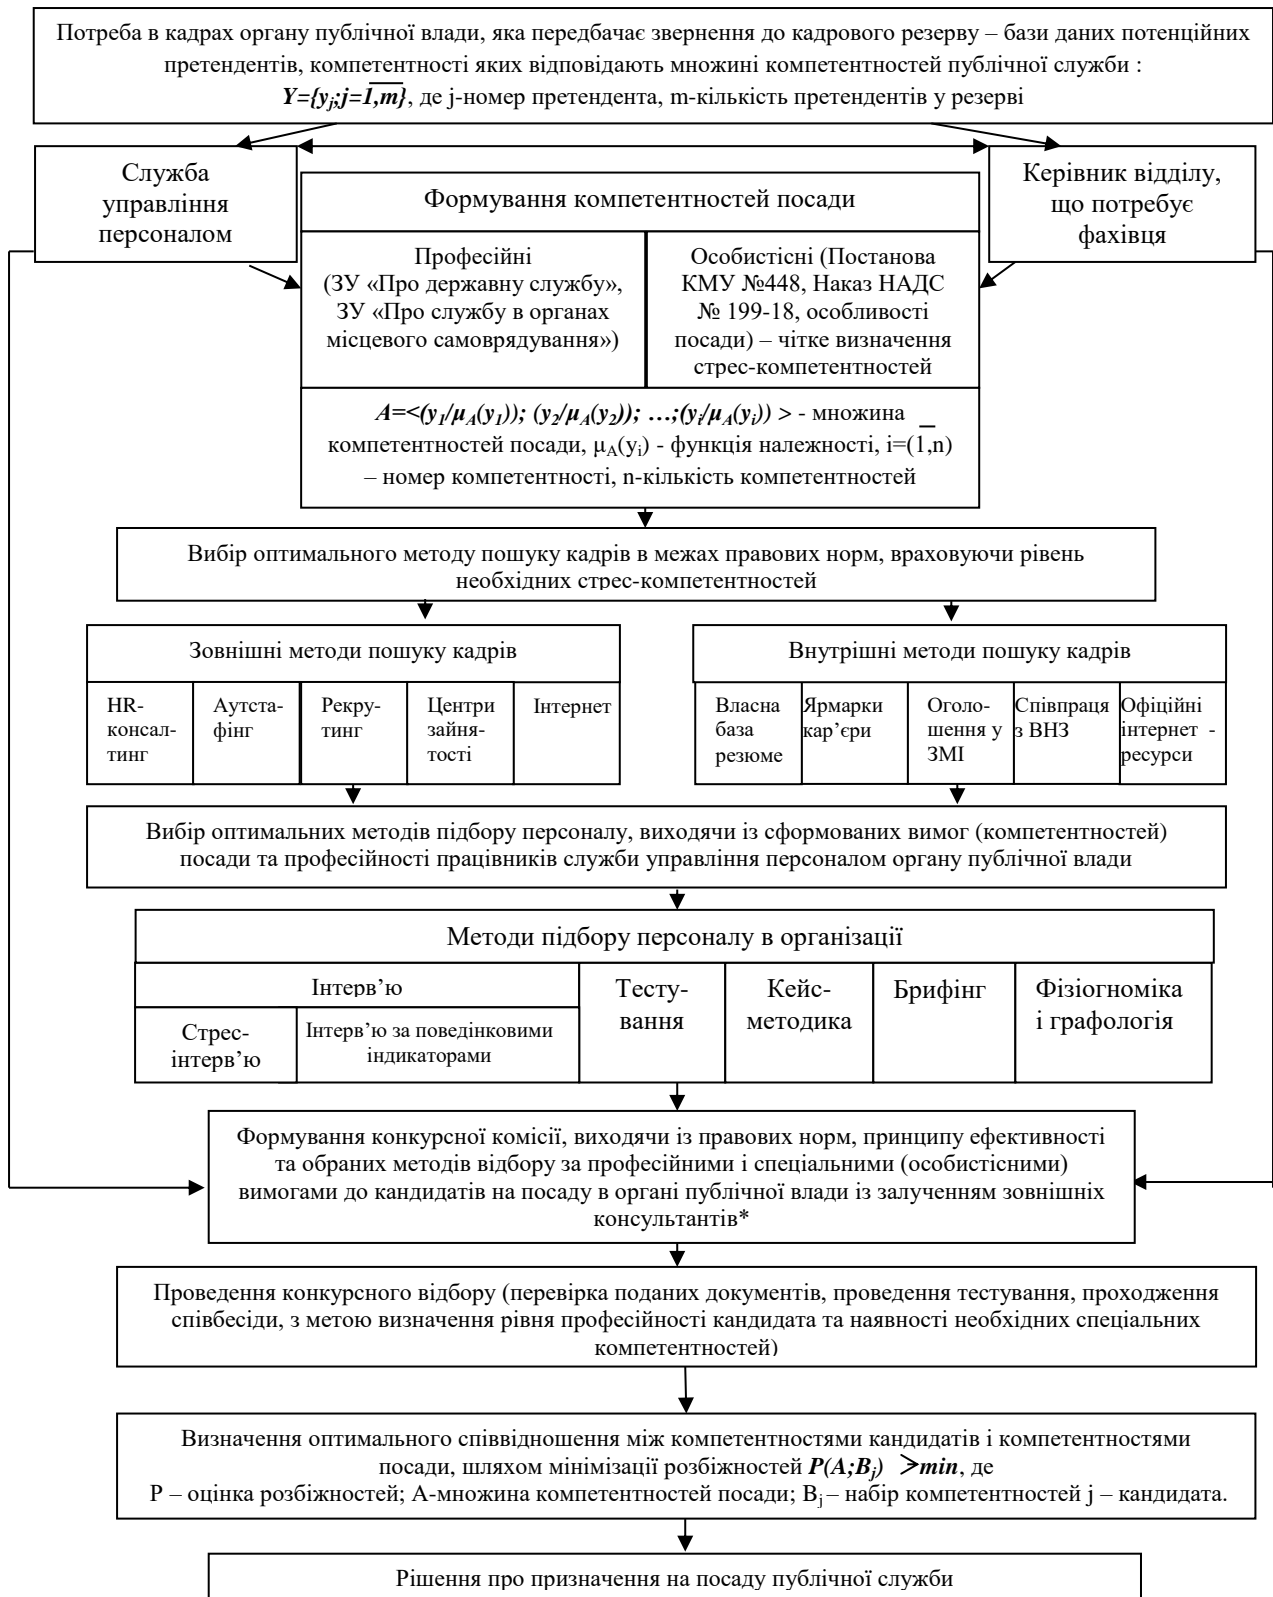 Потреба в кадрах органу публічної влади, яка передбачає звернення до кадрового резерву – бази даних потенційних
претендентів, компетентності яких відповідають множині компетентностей публічної служби :
Y={yj;j=1,m}, де j-номер претендента, m-кількість претендентів у резерві
Служба
управління
персоналом
Керівник відділу,
що потребує
фахівця
Формування компетентностей посади
Професійні
(ЗУ «Про державну службу»,
ЗУ «Про службу в органах
місцевого самоврядування»)
Особистісні (Постанова
КМУ №448, Наказ НАДС
№ 199-18, особливості
посади) – чітке визначення
стрес-компетентностей
A=<(y1/μA(y1)); (y2/μA(y2)); …;(yi/μA(yi)) > - множина
компетентностей посади, μA(yi) - функція належності, i=(1,n)
– номер компетентності, n-кількість компетентностей
Вибір оптимального методу пошуку кадрів в межах правових норм, враховуючи рівень
необхідних стрес-компетентностей
Зовнішні методи пошуку кадрів
HR-
консал-
тинг
Аутста-
фінг
Рекру-
тинг
Центри
зайня-
тості
Інтернет
Внутрішні методи пошуку кадрів
Власна
база
резюме
Ярмарки
кар’єри
Оголо-
шення у
ЗМІ
Співпраця
з ВНЗ
Офіційні
інтернет -
ресурси
Вибір оптимальних методів підбору персоналу, виходячи із сформованих вимог (компетентностей)
посади та професійності працівників служби управління персоналом органу публічної влади
Методи підбору персоналу в організації
Інтерв’ю
Стрес-
інтерв’ю
Інтерв’ю за поведінковими
індикаторами
Тесту-
вання
Кейс-
методика
Брифінг
Фізіогноміка
і графологія
Формування конкурсної комісії, виходячи із правових норм, принципу ефективності
та обраних методів відбору за професійними і спеціальними (особистісними)
вимогами до кандидатів на посаду в органі публічної влади із залученням зовнішніх
консультантів*
Проведення конкурсного відбору (перевірка поданих документів, проведення тестування, проходження
співбесіди, з метою визначення рівня професійності кандидата та наявності необхідних спеціальних
компетентностей)
Визначення оптимального співвідношення між компетентностями кандидатів і компетентностями
посади, шляхом мінімізації розбіжностей P(A;Bj) >min, де
Р – оцінка розбіжностей; А-множина компетентностей посади; Bj – набір компетентностей j – кандидата.
Рішення про призначення на посаду публічної служби